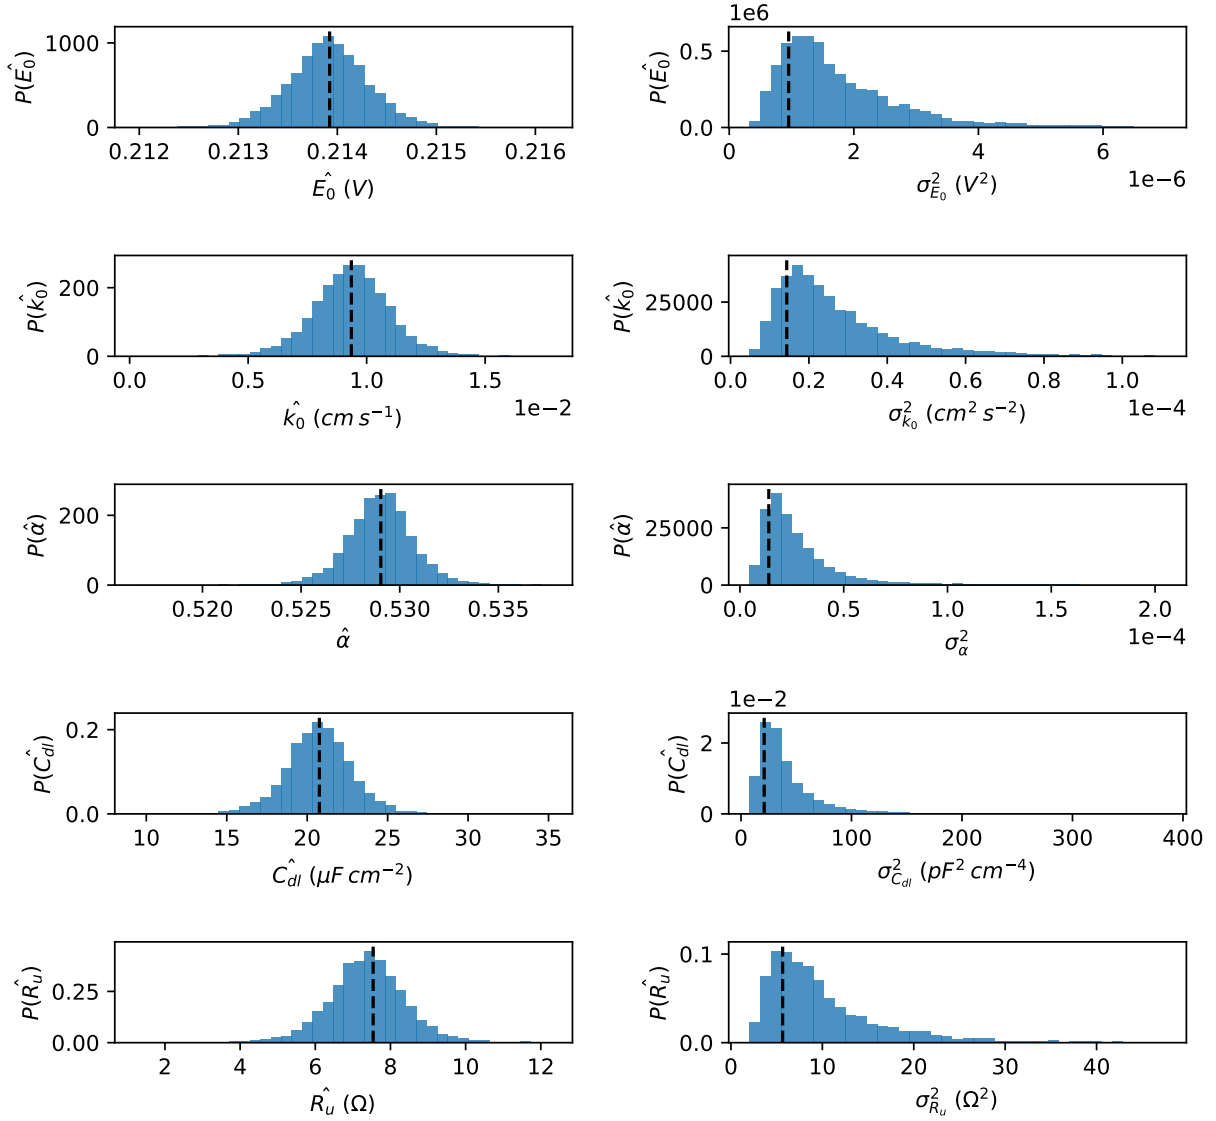 1e6
P(Ê₀)
1000
0
0.212 0.213 0.214 0.215 0.216
Ê₀ (V)
P(Ê₀)
0.5
0.0
0 2 4 6
1e−6
σ²_E₀ (V²)
P(k̂₀)
200
0
0.0 0.5 1.0 1.5
1e−2
k̂₀ (cm s⁻¹)
P(k̂₀)
25000
0
0.0 0.2 0.4 0.6 0.8 1.0
1e−4
σ²_k₀ (cm² s⁻²)
P(α̂)
200
0
0.520 0.525 0.530 0.535
α̂
P(α̂)
25000
0
0.0 0.5 1.0 1.5 2.0
1e−4
σ²_α
P(Ĉ_dl)
0.2
0.0
10 15 20 25 30 35
Ĉ_dl (μF cm⁻²)
1e−2
P(Ĉ_dl)
2
0
0 100 200 300 400
σ²_C_dl (pF² cm⁻⁴)
P(R̂_u)
0.25
0.00
2 4 6 8 10 12
R̂_u (Ω)
P(R̂_u)
0.1
0.0
0 10 20 30 40
σ²_R_u (Ω²)